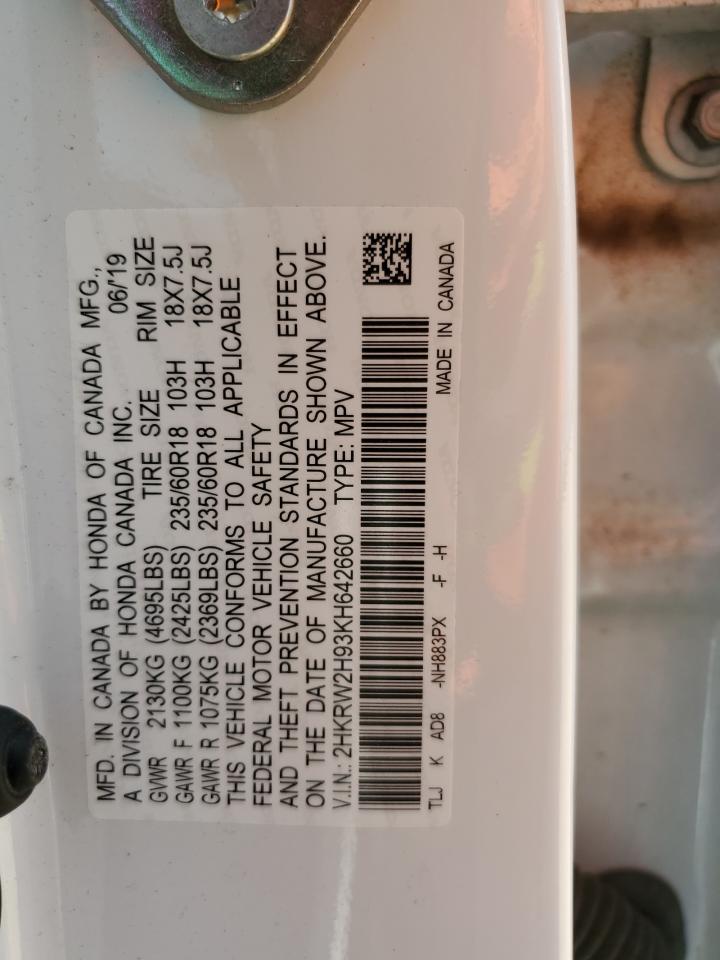 MFD. IN CANADA BY HONDA OF CANADA MFG.,
A DIVISION OF HONDA CANADA INC. 06/'19
GVWR 2130KG (4695LBS) TIRE SIZE RIM SIZE
GAWR F 1100KG (2425LBS) 235/60R18 103H 18X7.5J
GAWR R 1075KG (2369LBS) 235/60R18 103H 18X7.5J
THIS VEHICLE CONFORMS TO ALL APPLICABLE
FEDERAL MOTOR VEHICLE SAFETY
AND THEFT PREVENTION STANDARDS IN EFFECT
ON THE DATE OF MANUFACTURE SHOWN ABOVE.
V.I.N.: 2HKRW2H93KH642660 TYPE: MPV
TLJ K AD8 -NH883PX -F -H MADE IN CANADA